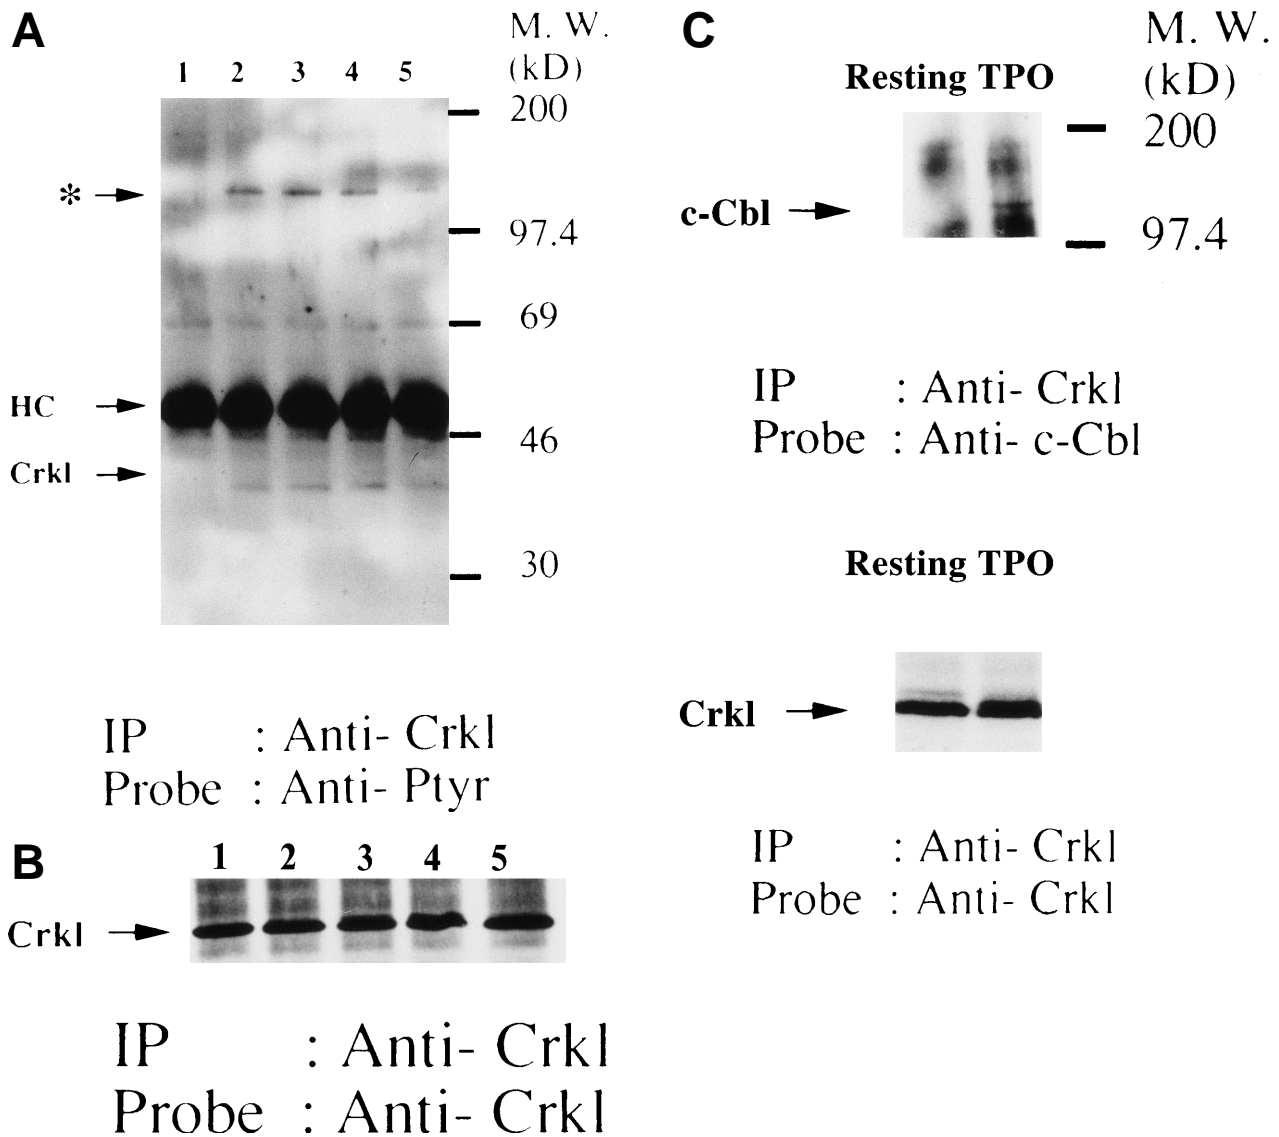 A
M. W.
(kD)
1 2 3 4 5
200
*
97.4
69
HC
46
Crkl
30
IP : Anti- Crkl
Probe : Anti- Ptyr
B
1 2 3 4 5
Crkl
IP : Anti- Crkl
Probe : Anti- Crkl
C
M. W.
(kD)
Resting TPO
200
c-Cbl
97.4
IP : Anti- Crkl
Probe : Anti- c-Cbl
Resting TPO
Crkl
IP : Anti- Crkl
Probe : Anti- Crkl